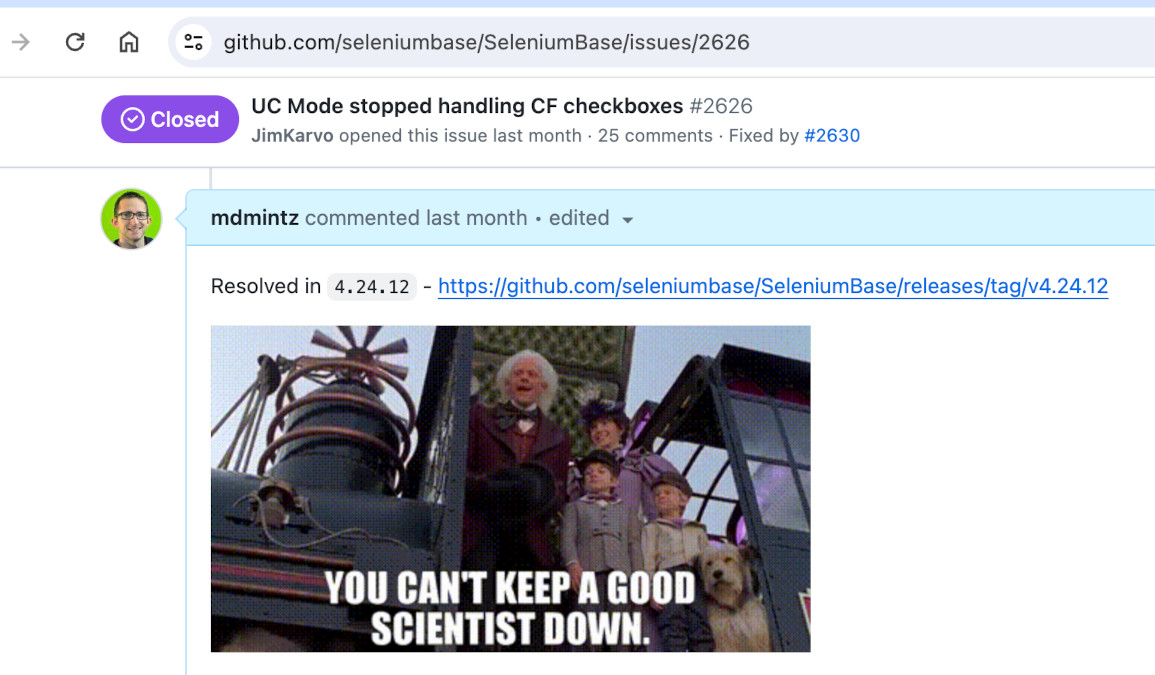 github.com/seleniumbase/SeleniumBase/issues/2626
Closed
UC Mode stopped handling CF checkboxes #2626
JimKarvo opened this issue last month · 25 comments · Fixed by #2630
mdmintz commented last month • edited
Resolved in 4.24.12 - https://github.com/seleniumbase/SeleniumBase/releases/tag/v4.24.12
YOU CAN'T KEEP A GOOD
SCIENTIST DOWN.